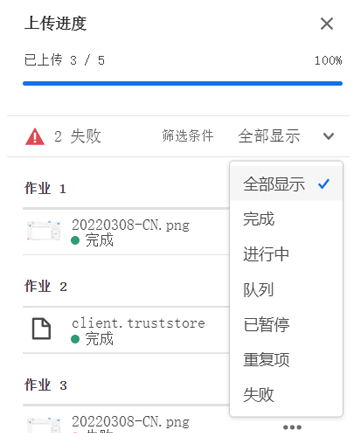 上传进度
已上传 3 / 5 100%
2 失败 筛选条件 全部显示
全部显示
完成
进行中
队列
已暂停
重复项
失败
作业 1
20220308-CN.png
完成
作业 2
client.truststore
完成
作业 3
20220308-CN.png